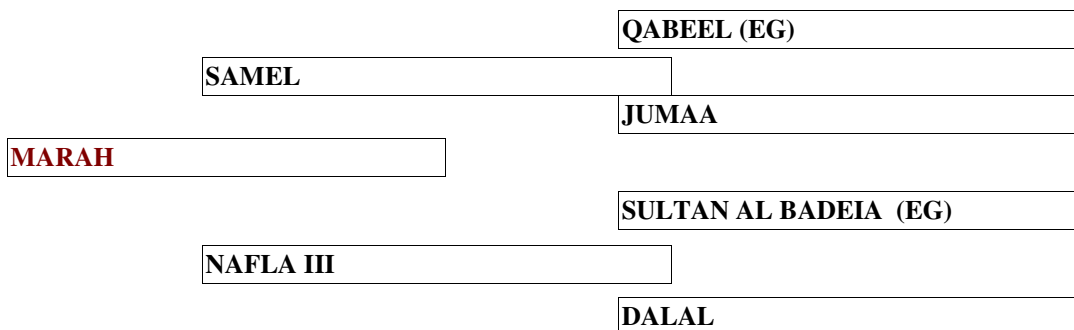 QABEEL (EG)
SAMEL
JUMAA
MARAH
SULTAN AL BADEIA  (EG)
NAFLA III
DALAL